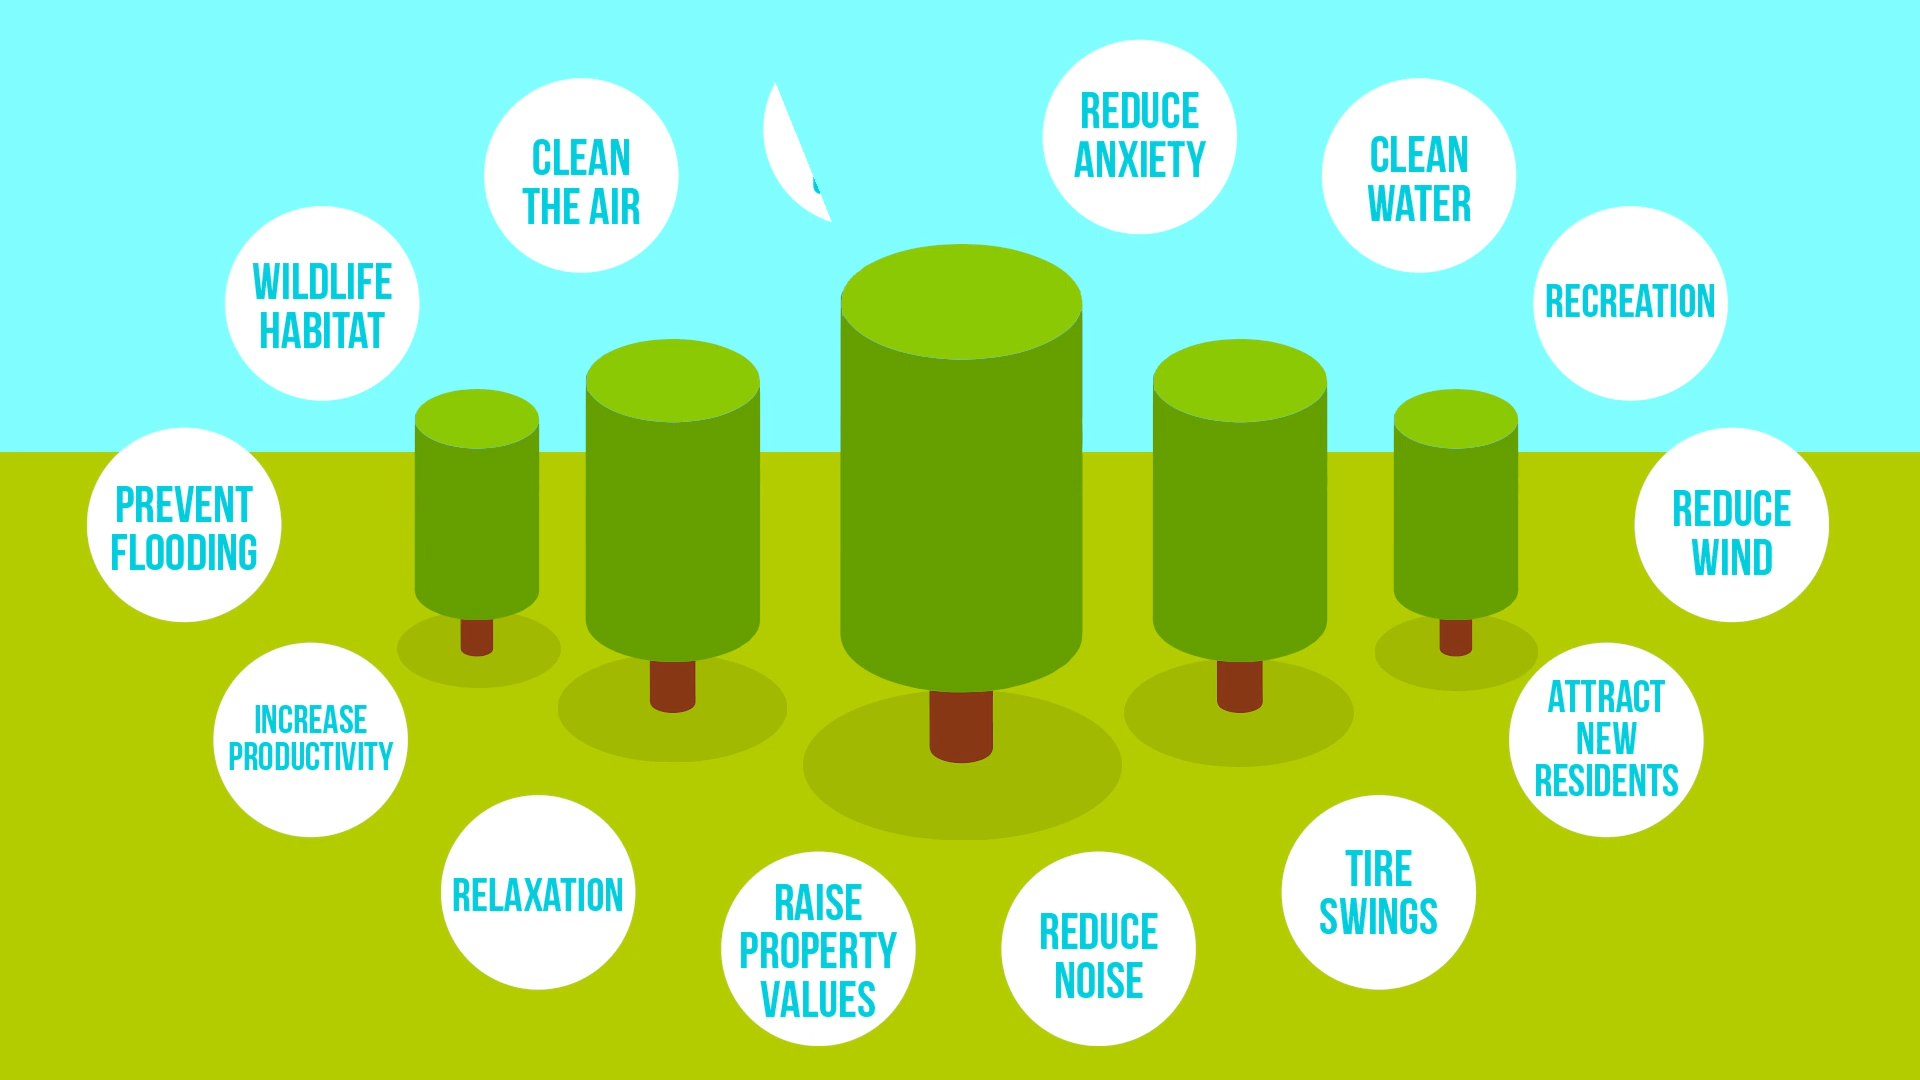 REDUCE
ANXIETY
CLEAN
THE AIR
CLEAN
WATER
WILDLIFE
HABITAT
RECREATION
PREVENT
FLOODING
REDUCE
WIND
INCREASE
PRODUCTIVITY
ATTRACT
NEW
RESIDENTS
RELAXATION
TIRE
SWINGS
RAISE
PROPERTY
VALUES
REDUCE
NOISE